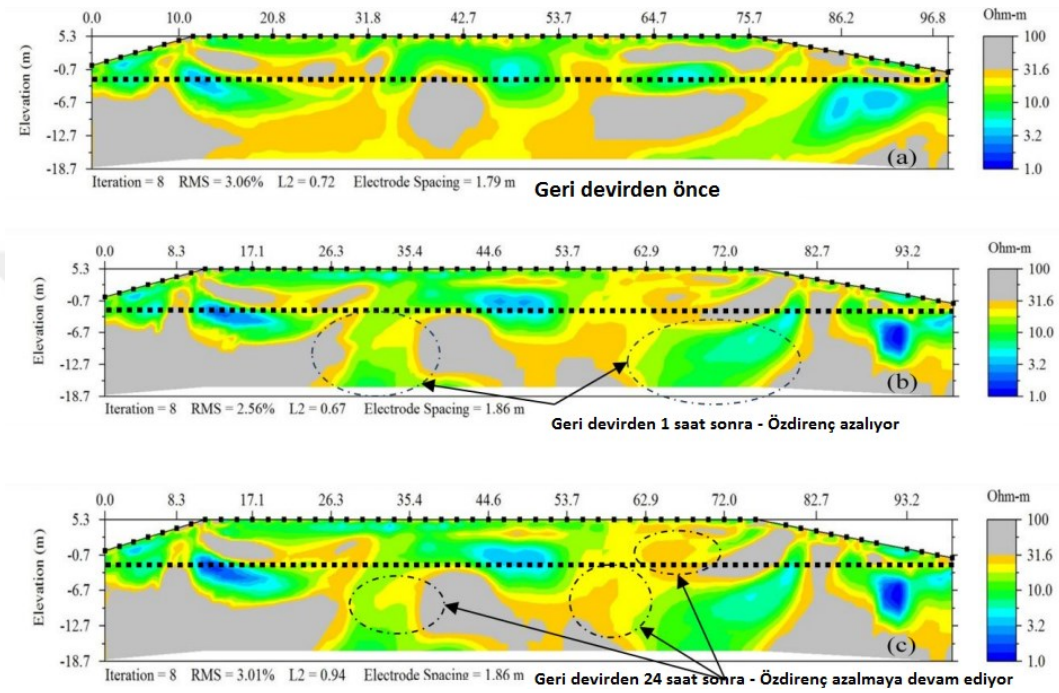 0.0 10.0 20.8 31.8 42.7 53.7 64.7 75.7 86.2 96.8 Ohm-m
5.3
-0.7
-6.7
-12.7
-18.7
Elevation (m)
100
31.6
10.0
3.2
1.0
(a)
Iteration = 8 RMS = 3.06% L2 = 0.72 Electrode Spacing = 1.79 m
Geri devirden önce
0.0 8.3 17.1 26.3 35.4 44.6 53.7 62.9 72.0 82.7 93.2 Ohm-m
5.3
-0.7
-6.7
-12.7
-18.7
Elevation (m)
100
31.6
10.0
3.2
1.0
(b)
Iteration = 8 RMS = 2.56% L2 = 0.67 Electrode Spacing = 1.86 m
Geri devirden 1 saat sonra - Özdirenç azalıyor
0.0 8.3 17.1 26.3 35.4 44.6 53.7 62.9 72.0 82.7 93.2 Ohm-m
5.3
-0.7
-6.7
-12.7
-18.7
Elevation (m)
100
31.6
10.0
3.2
1.0
(c)
Iteration = 8 RMS = 3.01% L2 = 0.94 Electrode Spacing = 1.86 m
Geri devirden 24 saat sonra - Özdirenç azalmaya devam ediyor